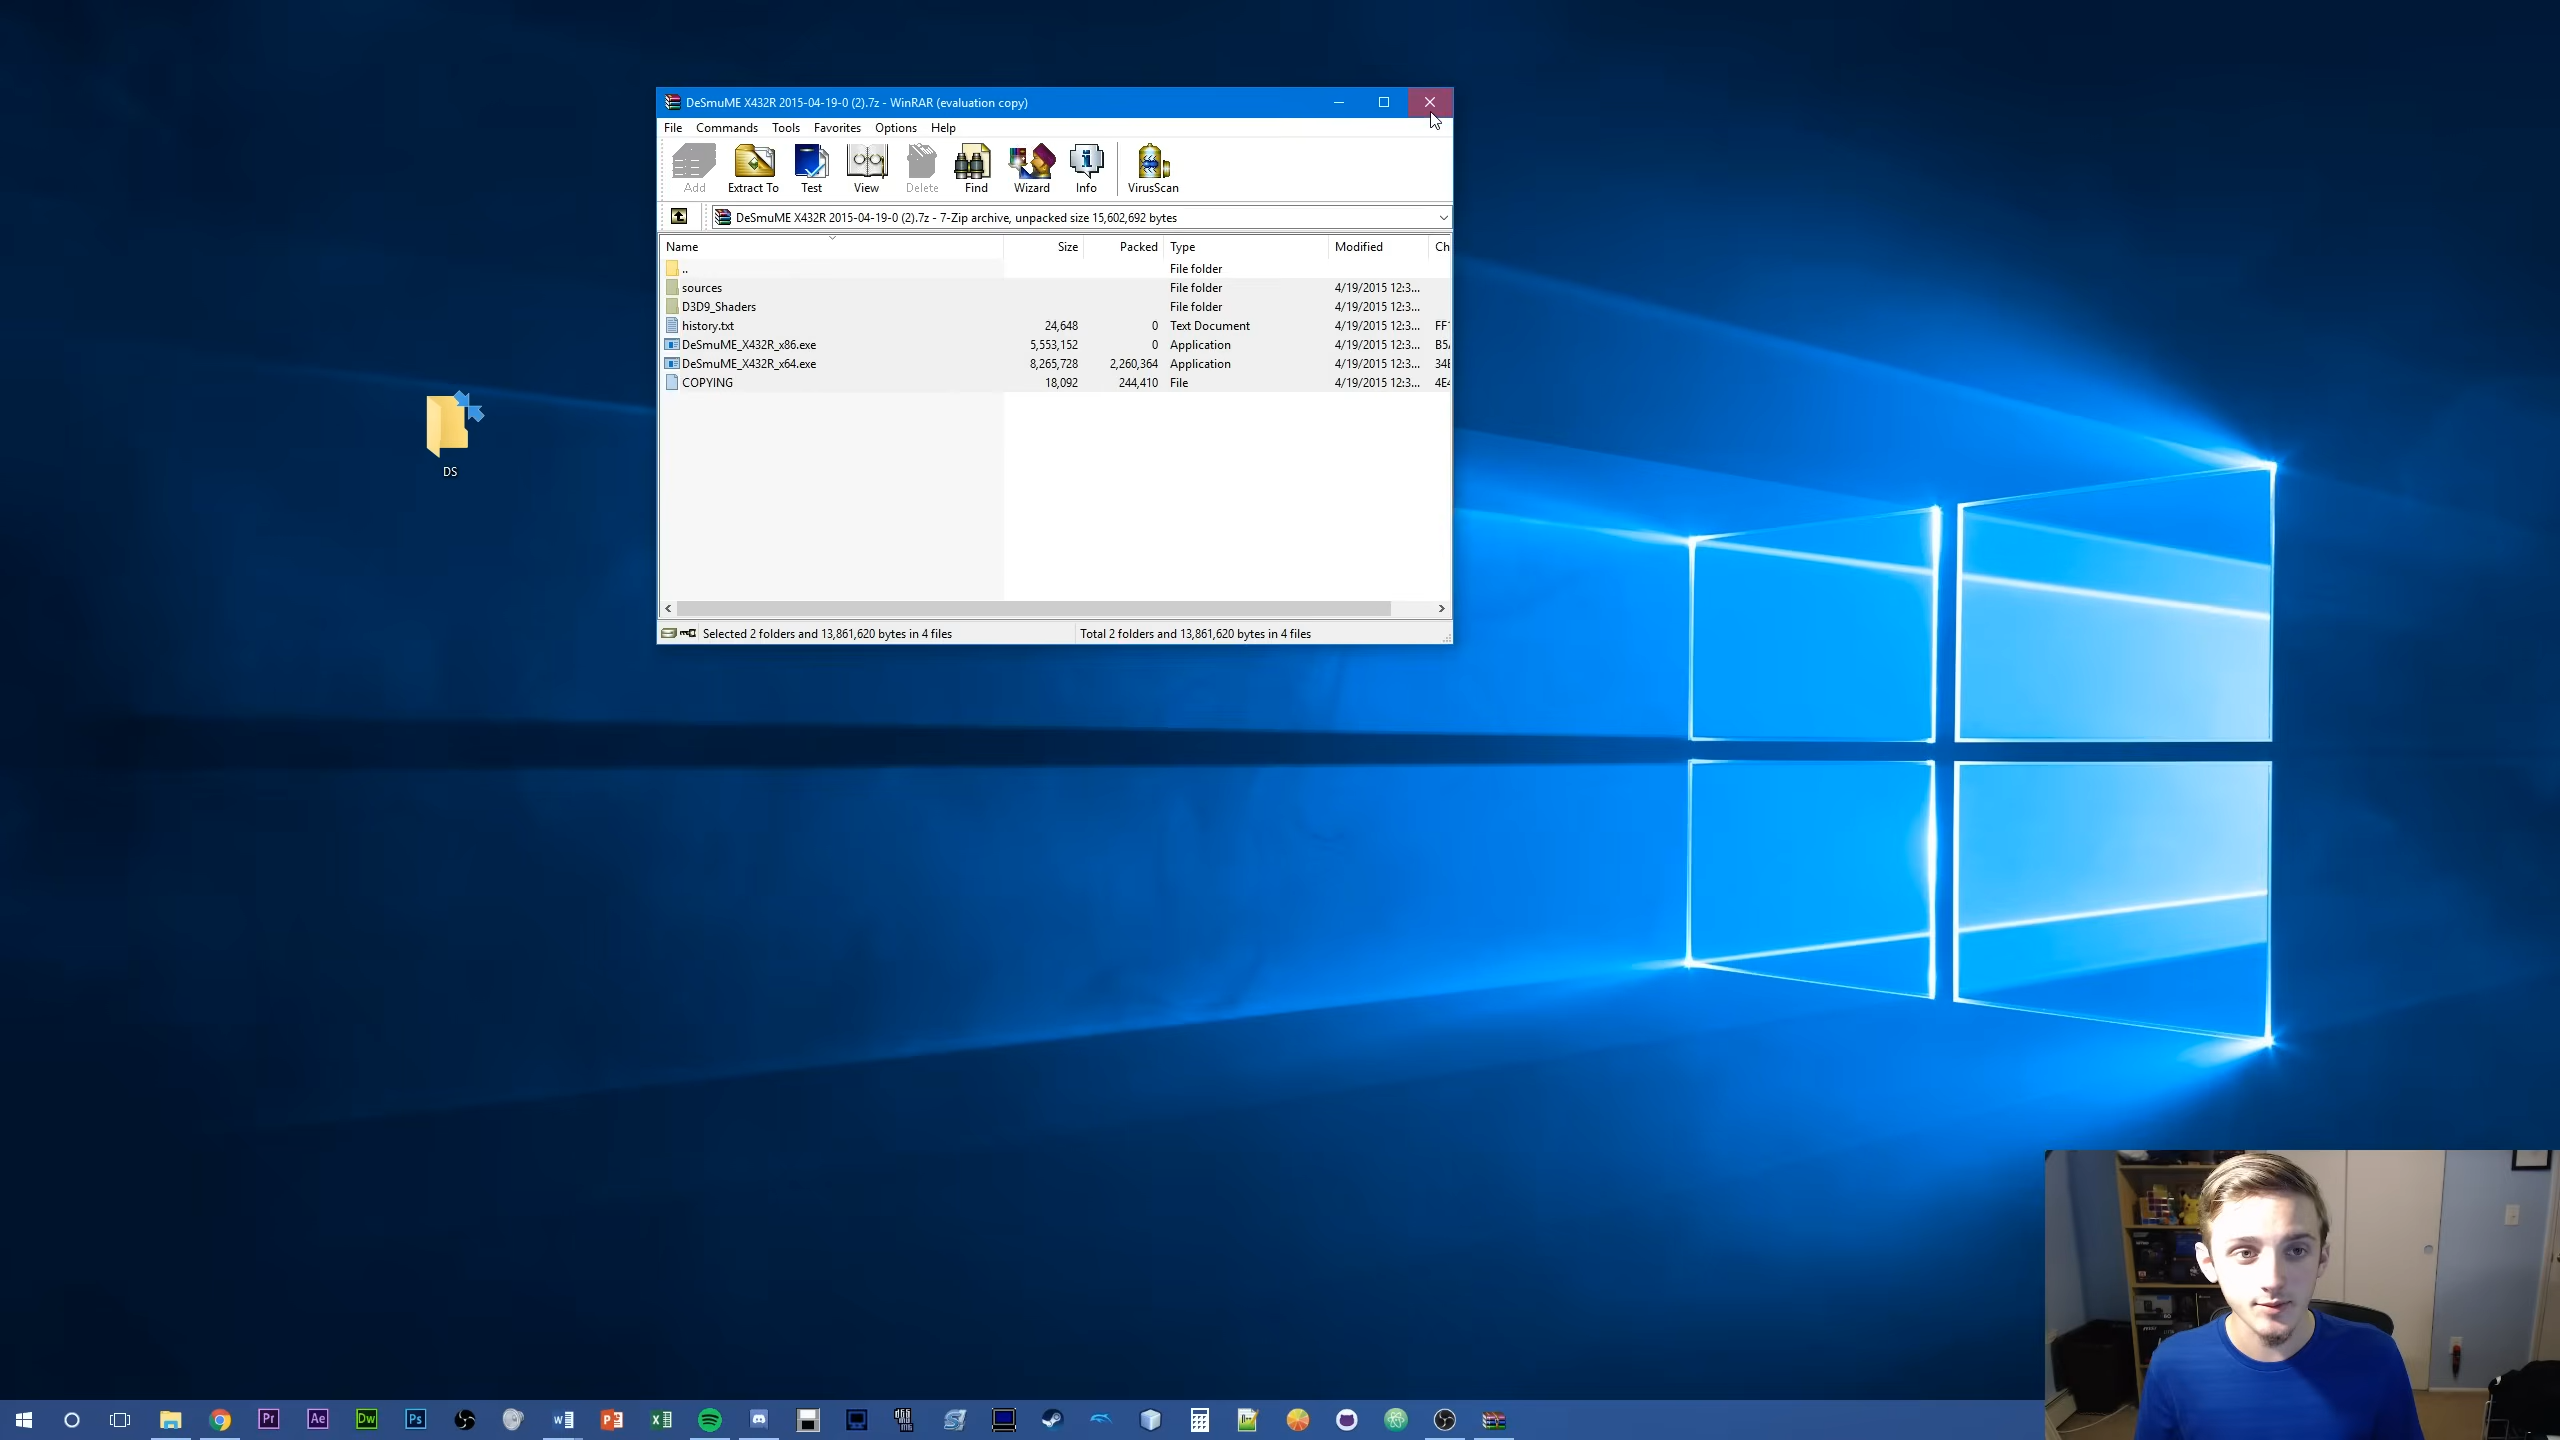 DeSmuME X432R 2015-04-19-0 (2).7z - WinRAR (evaluation copy)
File Commands Tools Favorites Options Help
Add Extract To Test View Delete Find Wizard Info VirusScan
DeSmuME X432R 2015-04-19-0 (2).7z - 7-Zip archive, unpacked size 15,602,692 bytes
Name Size Packed Type Modified Ch
.. File folder
sources File folder 4/19/2015 12:3...
D3D9_Shaders File folder 4/19/2015 12:3...
history.txt 24,648 0 Text Document 4/19/2015 12:3...
DeSmuME_X432R_x86.exe 5,553,152 0 Application 4/19/2015 12:3...
DeSmuME_X432R_x64.exe 8,265,728 2,260,364 Application 4/19/2015 12:3...
COPYING 18,092 244,410 File 4/19/2015 12:3...
Selected 2 folders and 13,861,620 bytes in 4 files Total 2 folders and 13,861,620 bytes in 4 files
DS
Pr Ae Dw Ps